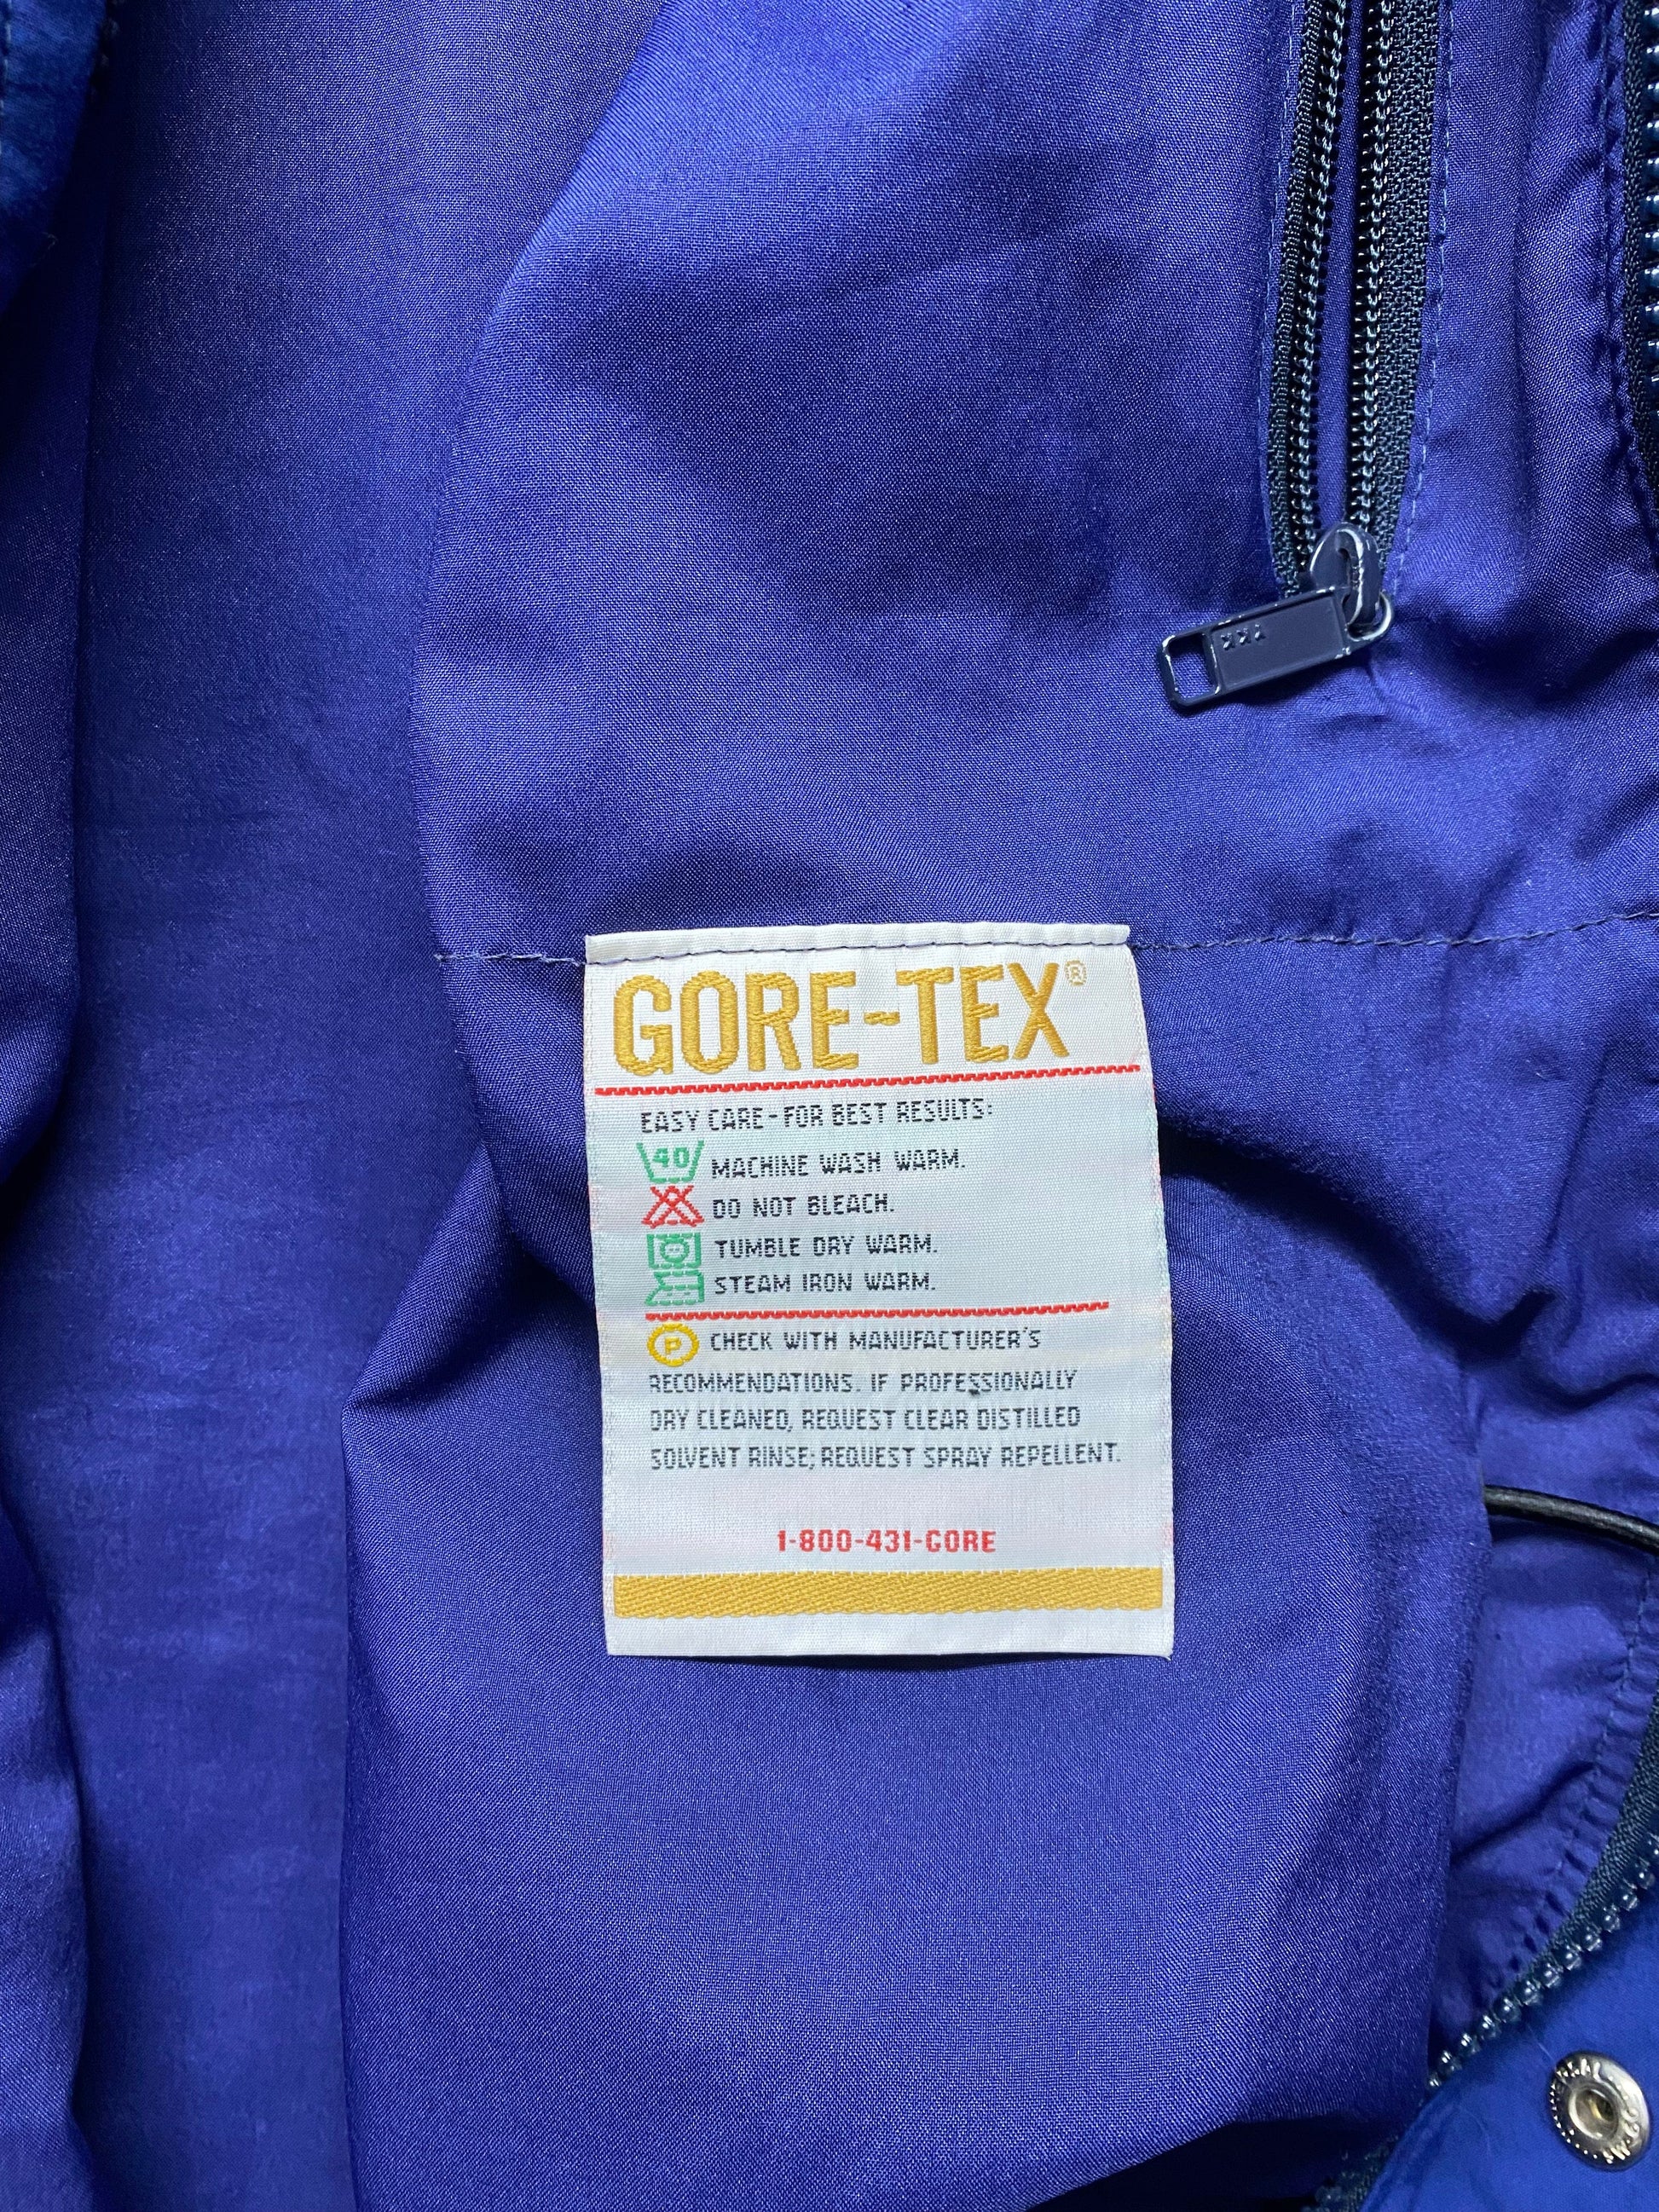 YKK
GORE-TEX®
EASY CARE-FOR BEST RESULTS:
40 MACHINE WASH WARM.
DO NOT BLEACH.
TUMBLE DRY WARM.
STEAM IRON WARM.
P CHECK WITH MANUFACTURER'S
RECOMMENDATIONS. IF PROFESSIONALLY
DRY CLEANED, REQUEST CLEAR DISTILLED
SOLVENT RINSE; REQUEST SPRAY REPELLENT.
1-800-431-GORE